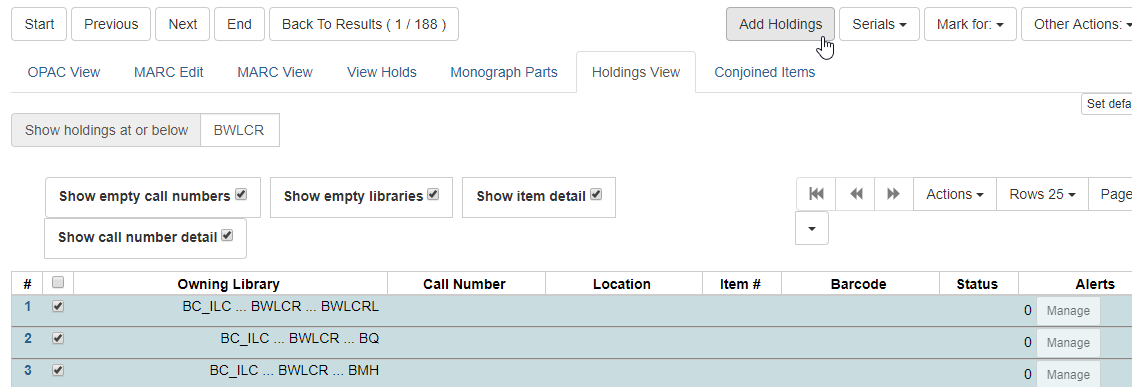 Start Previous Next End Back To Results ( 1 / 188 ) Add Holdings Serials Mark for: Other Actions:
OPAC View MARC Edit MARC View View Holds Monograph Parts Holdings View Conjoined Items
Set defa
Show holdings at or below BWLCR
Show empty call numbers Show empty libraries Show item detail Actions Rows 25 Page
Show call number detail
# Owning Library Call Number Location Item # Barcode Status Alerts
1 BC_ILC ... BWLCR ... BWLCRL 0 Manage
2 BC_ILC ... BWLCR ... BQ 0 Manage
3 BC_ILC ... BWLCR ... BMH 0 Manage